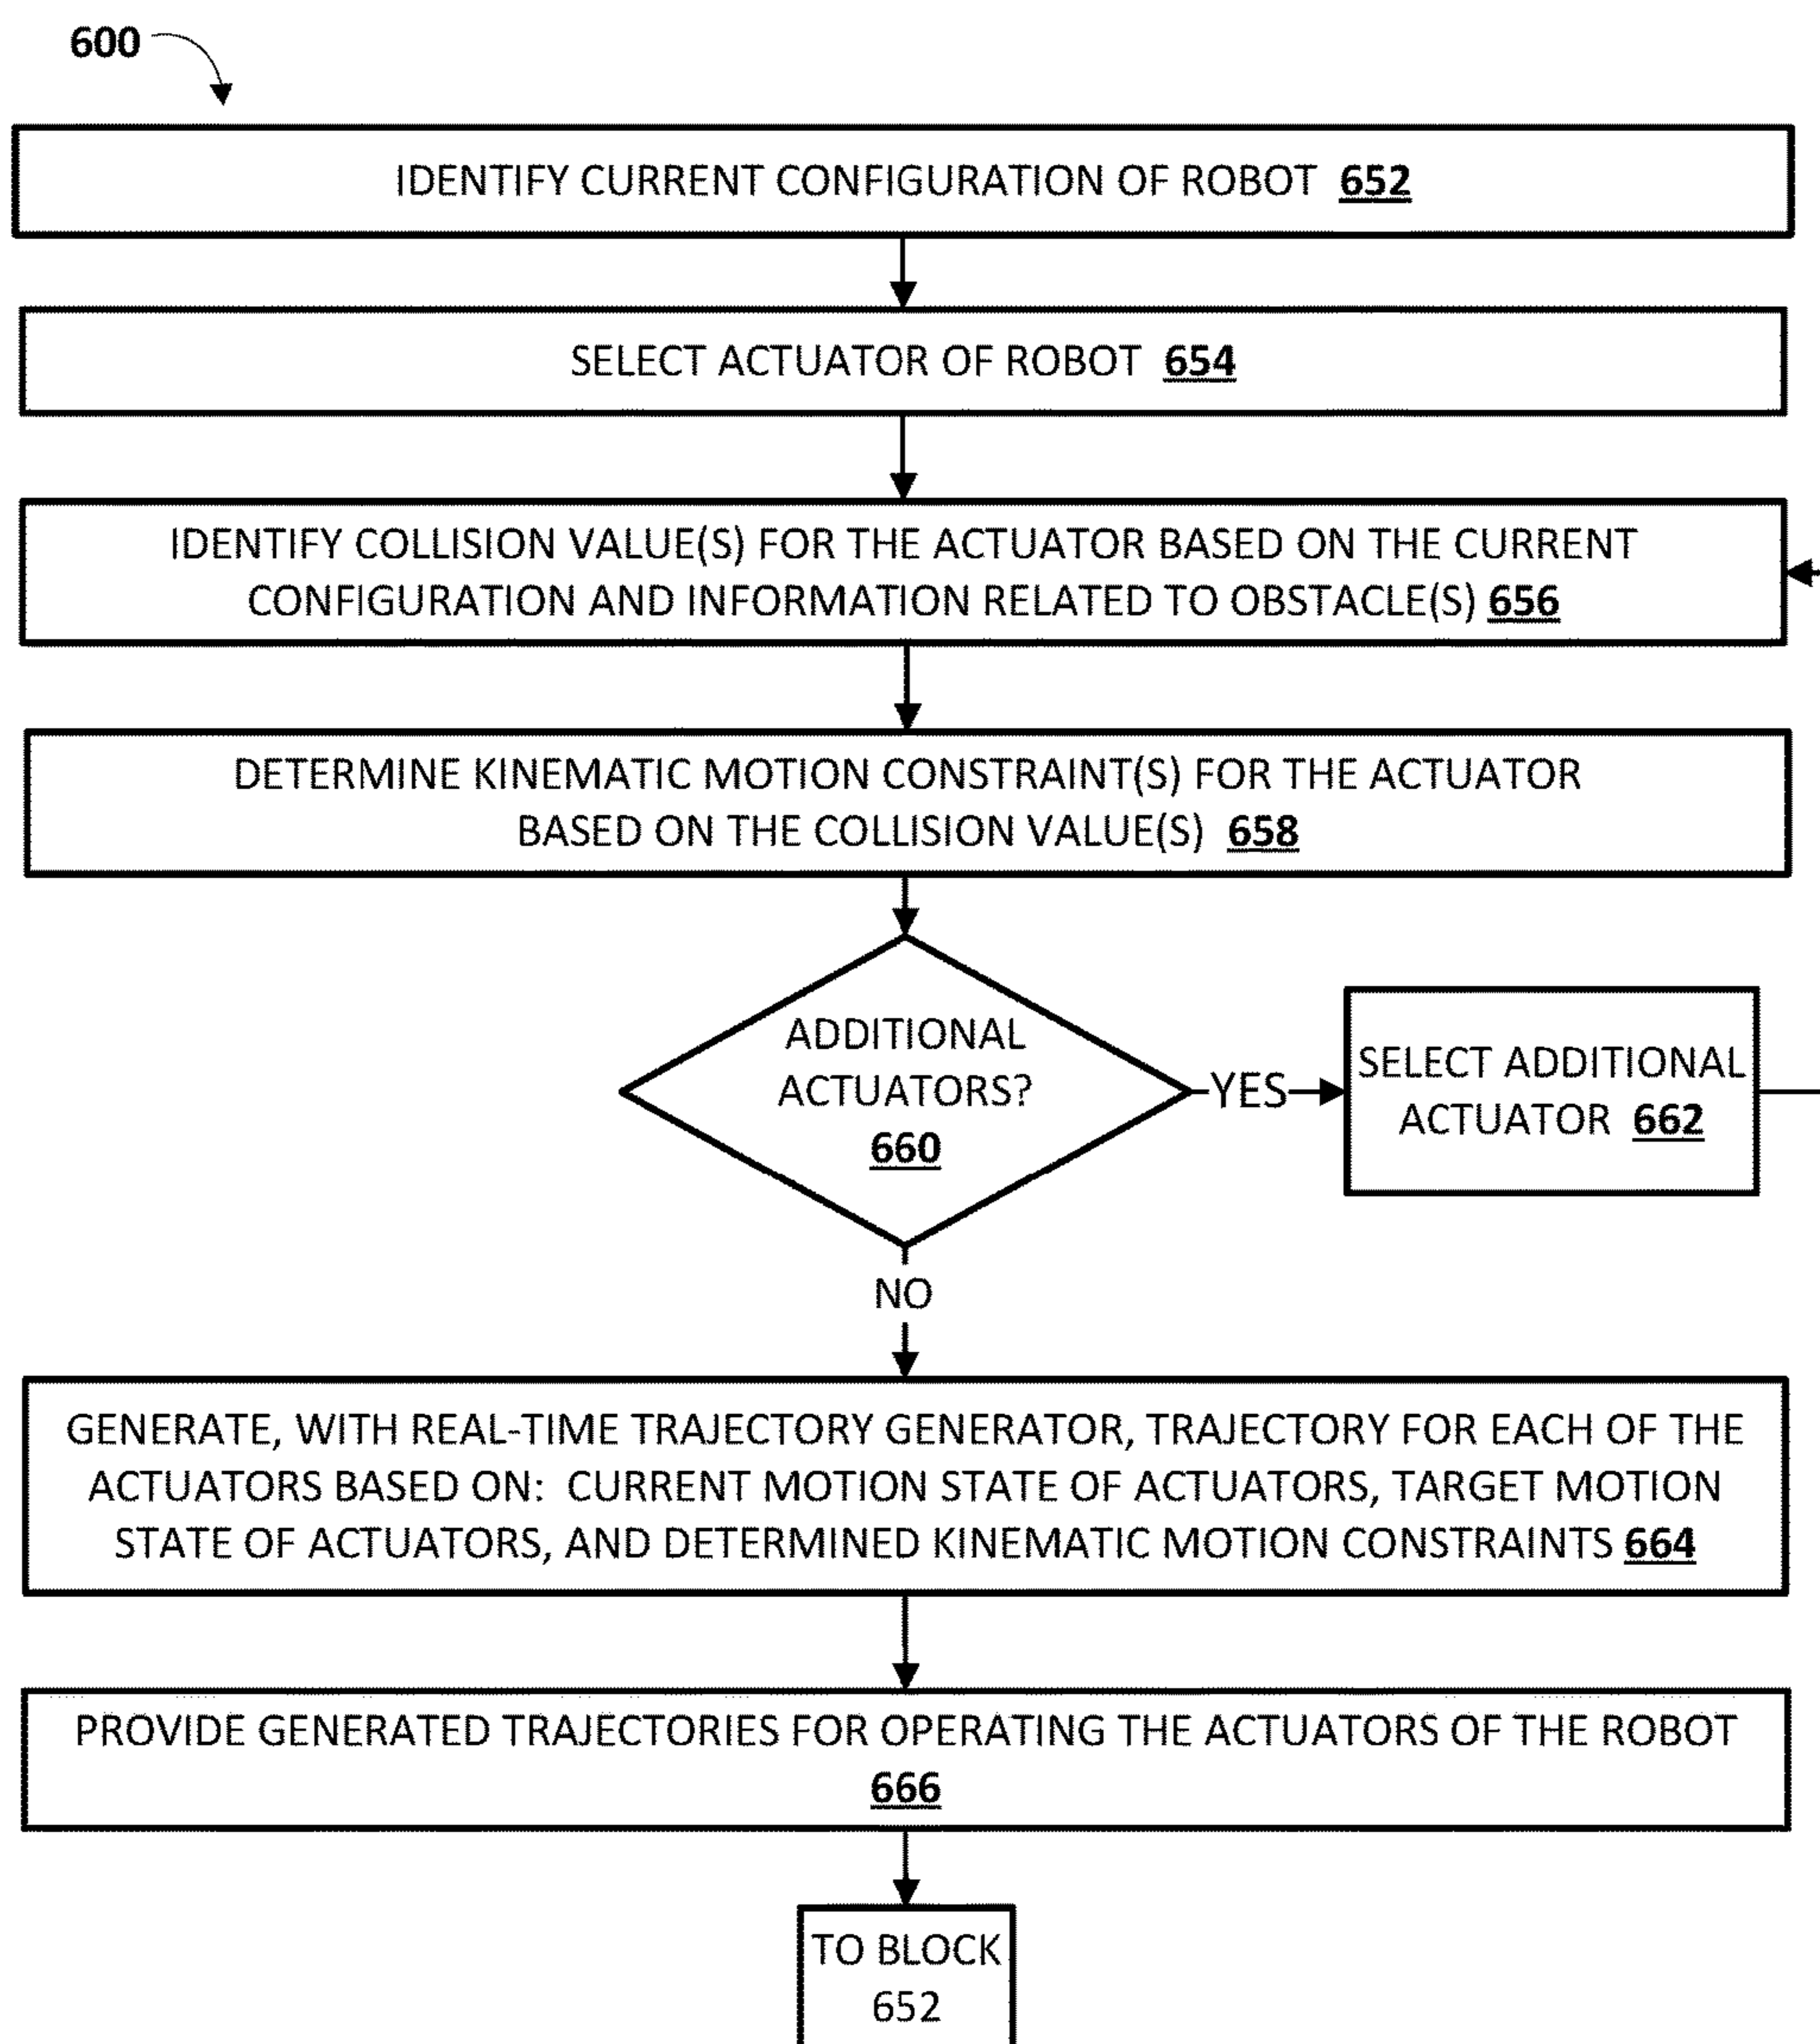 600
IDENTIFY CURRENT CONFIGURATION OF ROBOT 652
SELECT ACTUATOR OF ROBOT 654
IDENTIFY COLLISION VALUE(S) FOR THE ACTUATOR BASED ON THE CURRENT
CONFIGURATION AND INFORMATION RELATED TO OBSTACLE(S) 656
DETERMINE KINEMATIC MOTION CONSTRAINT(S) FOR THE ACTUATOR
BASED ON THE COLLISION VALUE(S) 658
ADDITIONAL
ACTUATORS?
660
YES
SELECT ADDITIONAL
ACTUATOR 662
NO
GENERATE, WITH REAL-TIME TRAJECTORY GENERATOR, TRAJECTORY FOR EACH OF THE
ACTUATORS BASED ON: CURRENT MOTION STATE OF ACTUATORS, TARGET MOTION
STATE OF ACTUATORS, AND DETERMINED KINEMATIC MOTION CONSTRAINTS 664
PROVIDE GENERATED TRAJECTORIES FOR OPERATING THE ACTUATORS OF THE ROBOT
666
TO BLOCK
652